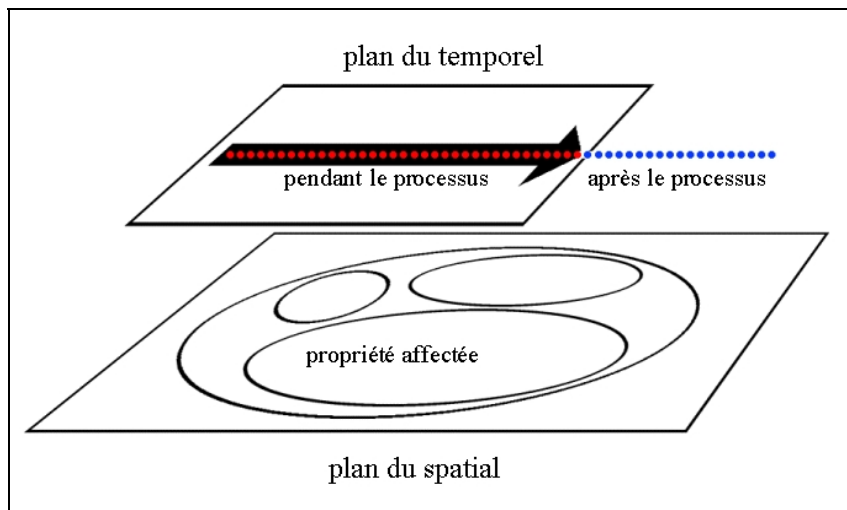 plan du temporel
pendant le processus
après le processus
propriété affectée
plan du spatial